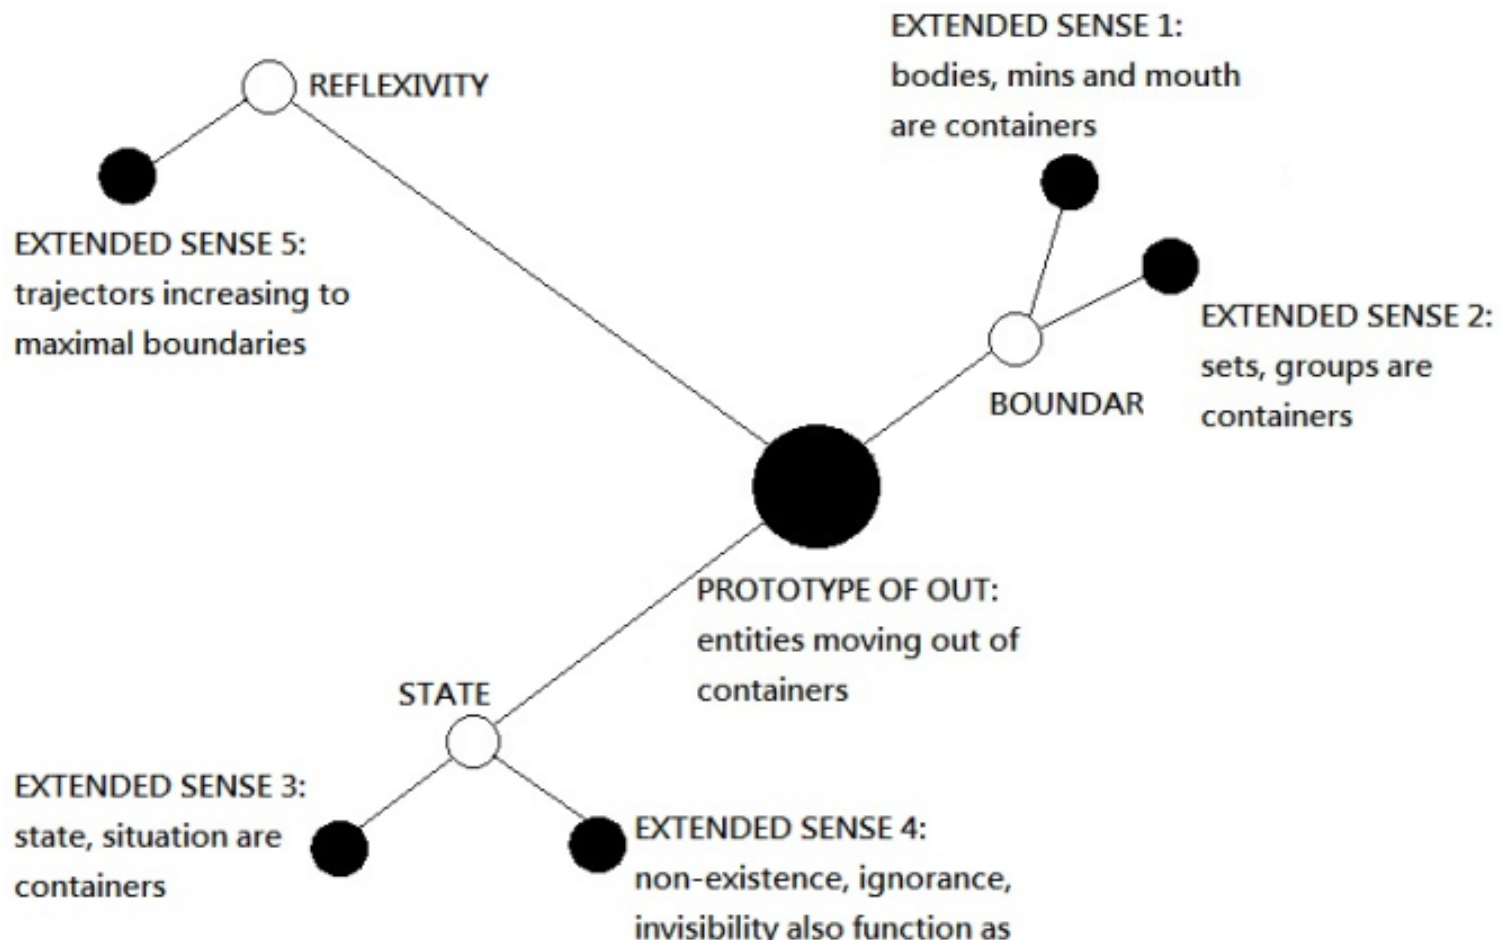 EXTENDED SENSE 1:
bodies, mins and mouth
are containers
REFLEXIVITY
EXTENDED SENSE 5:
trajectors increasing to
maximal boundaries
EXTENDED SENSE 2:
sets, groups are
containers
BOUNDAR
PROTOTYPE OF OUT:
entities moving out of
containers
STATE
EXTENDED SENSE 3:
state, situation are
containers
EXTENDED SENSE 4:
non-existence, ignorance,
invisibility also function as